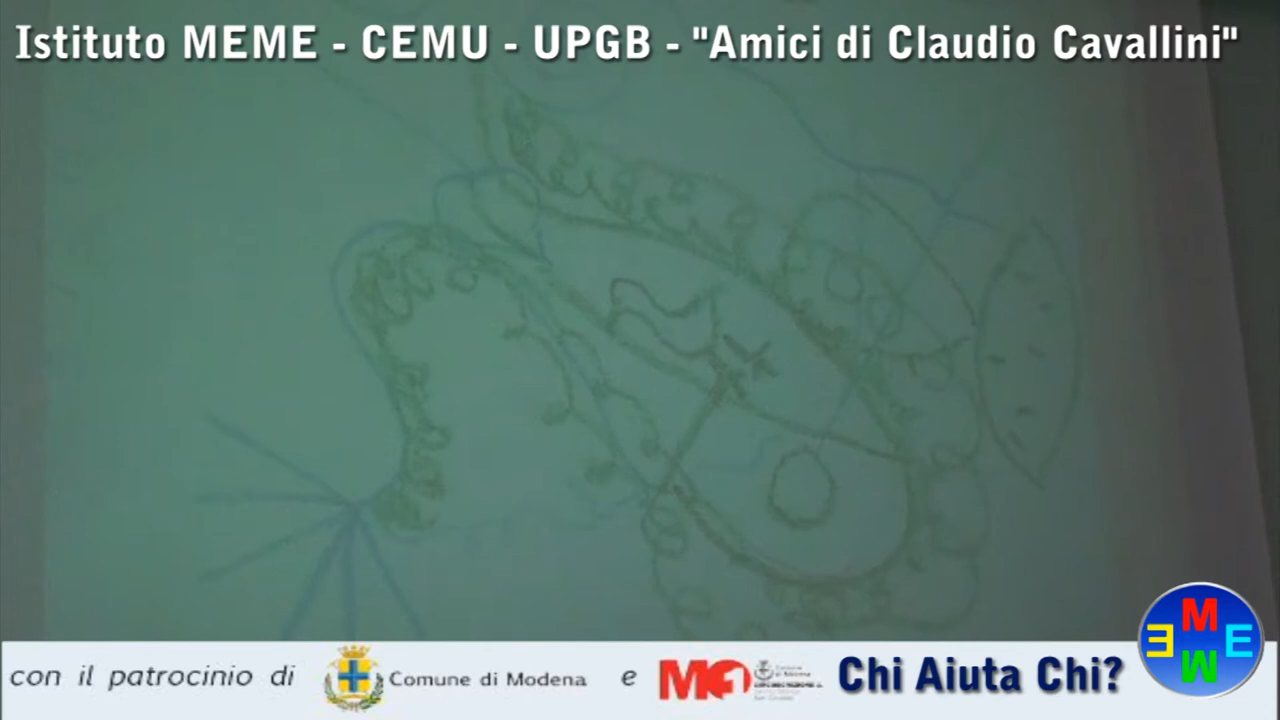 Istituto MEME - CEMU - UPGB - "Amici di Claudio Cavallini"
con il patrocinio di Comune di Modena e Chi Aiuta Chi?
MEME